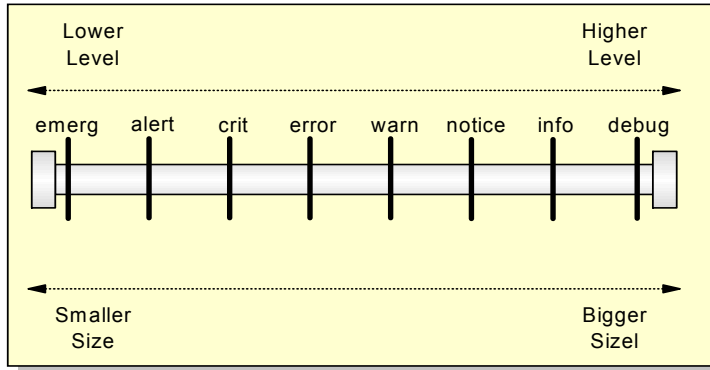 Lower Higher
Level Level
emerg alert crit error warn notice info debug
Smaller Bigger
Size Sizel